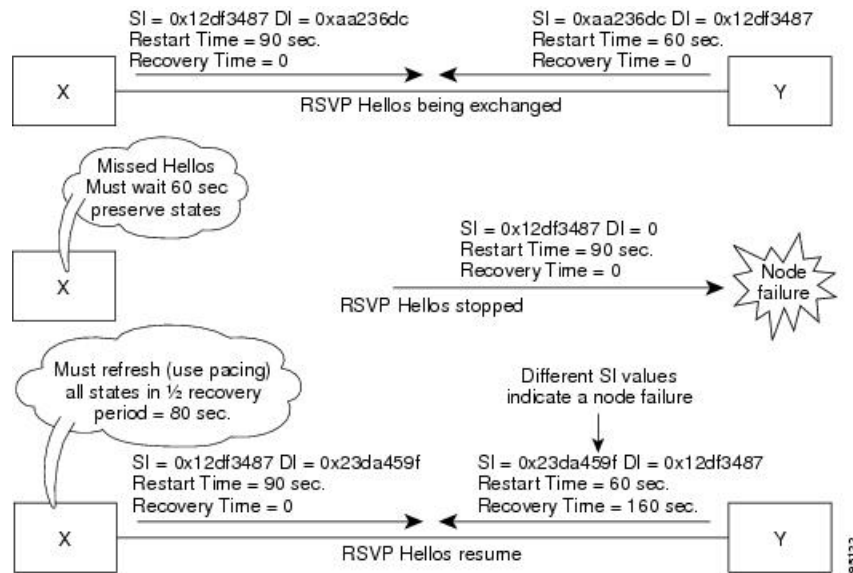 SI = 0x12df3487 DI = 0xaa236dc
Restart Time = 90 sec.
Recovery Time = 0
SI = 0xaa236dc DI = 0x12df3487
Restart Time = 60 sec.
Recovery Time = 0
X
Y
RSVP Hellos being exchanged
Missed Hellos
Must wait 60 sec
preserve states
X
SI = 0x12df3487 DI = 0
Restart Time = 90 sec.
Recovery Time = 0
RSVP Hellos stopped
Node
failure
Must refresh (use pacing)
all states in ½ recovery
period = 80 sec.
Different SI values
indicate a node failure
SI = 0x12df3487 DI = 0x23da459f
Restart Time = 90 sec.
Recovery Time = 0
SI = 0x23da459f DI = 0x12df3487
Restart Time = 60 sec.
Recovery Time = 160 sec.
X
Y
RSVP Hellos resume
95122